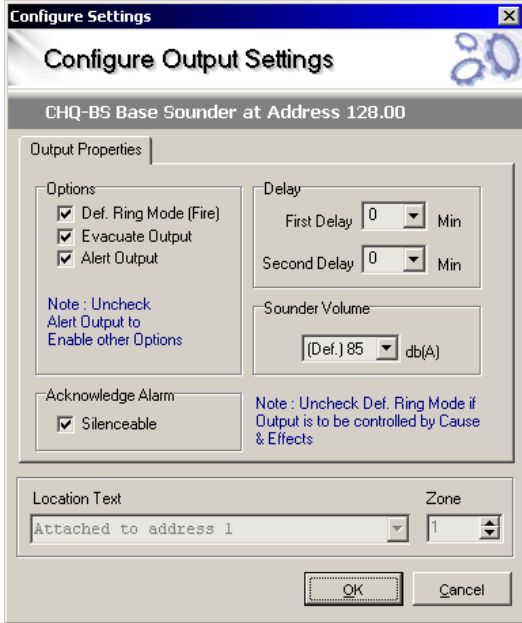 Configure Settings
Configure Output Settings
CHQ-BS Base Sounder at Address 128.00
Output Properties
Options
Def. Ring Mode (Fire)
Evacuate Output
Alert Output
Note : Uncheck
Alert Output to
Enable other Options
Delay
First Delay 0 Min
Second Delay 0 Min
Sounder Volume
(Def.) 85 db(A)
Acknowledge Alarm
Silenceable
Note : Uncheck Def. Ring Mode if
Output is to be controlled by Cause
& Effects
Location Text
Zone
Attached to address 1
1
OK
Cancel